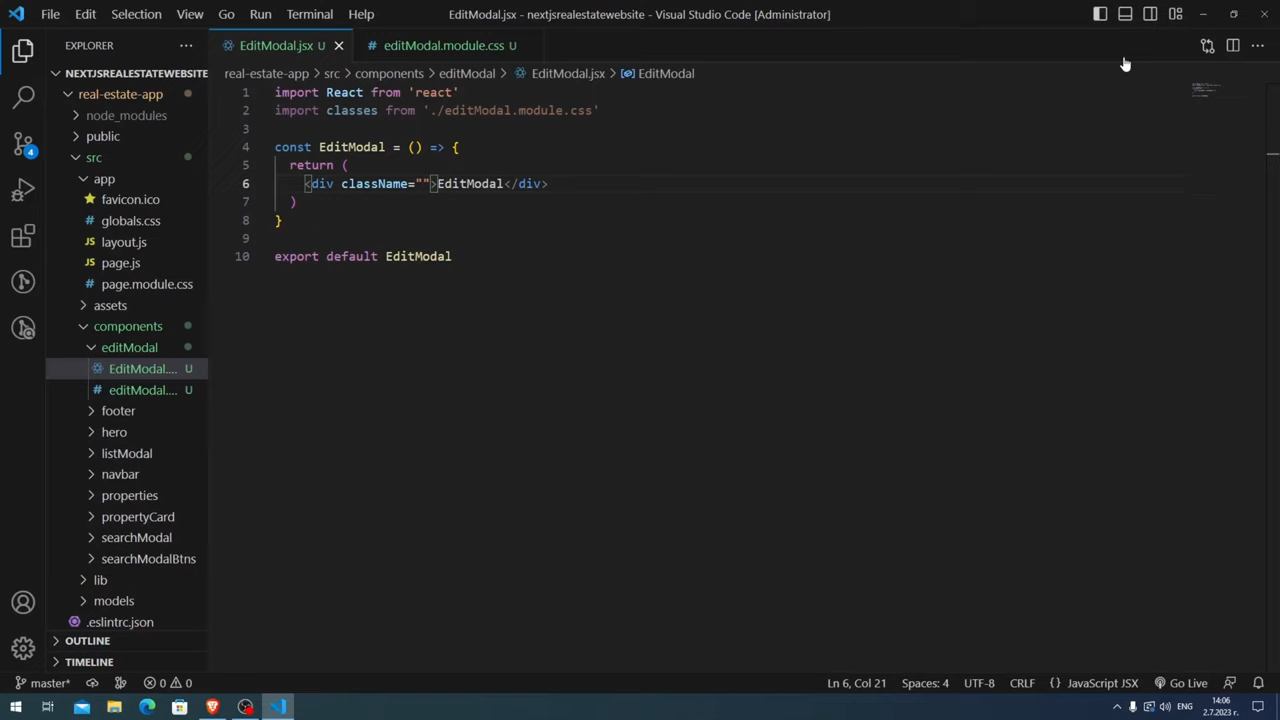 File Edit Selection View Go Run Terminal Help
EditModal.jsx - nextjsrealestatewebsite - Visual Studio Code [Administrator]
EXPLORER
EditModal.jsx U
editModal.module.css U
NEXTJSREALESTATEWEBSITE
real-estate-app > src > components > editModal > EditModal.jsx > EditModal
real-estate-app
node_modules
public
src
app
favicon.ico
globals.css
layout.js
page.js
page.module.css
assets
components
editModal
EditModal.... U
editModal.... U
footer
hero
listModal
navbar
properties
propertyCard
searchModal
searchModalBtns
lib
models
.eslintrc.json
OUTLINE
TIMELINE
4
1 import React from 'react'
2 import classes from './editModal.module.css'
3
4 const EditModal = () => {
5 return (
6 <div className="">EditModal</div>
7 )
8 }
9
10 export default EditModal
master* 0 0
Ln 6, Col 21 Spaces: 4 UTF-8 CRLF {} JavaScript JSX Go Live
ENG
14:06
2.7.2023 г.